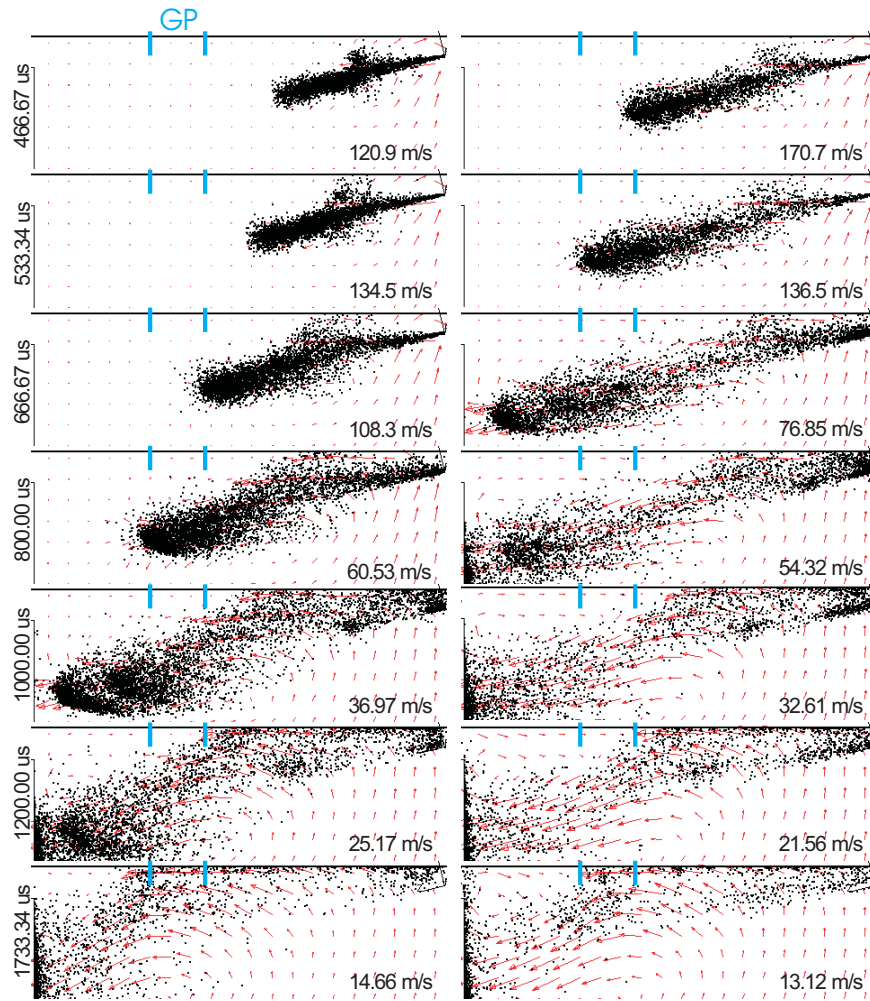 GP
466.67 us
120.9 m/s
170.7 m/s
533.34 us
134.5 m/s
136.5 m/s
666.67 us
108.3 m/s
76.85 m/s
800.00 us
60.53 m/s
54.32 m/s
1000.00 us
36.97 m/s
32.61 m/s
1200.00 us
25.17 m/s
21.56 m/s
1733.34 us
14.66 m/s
13.12 m/s